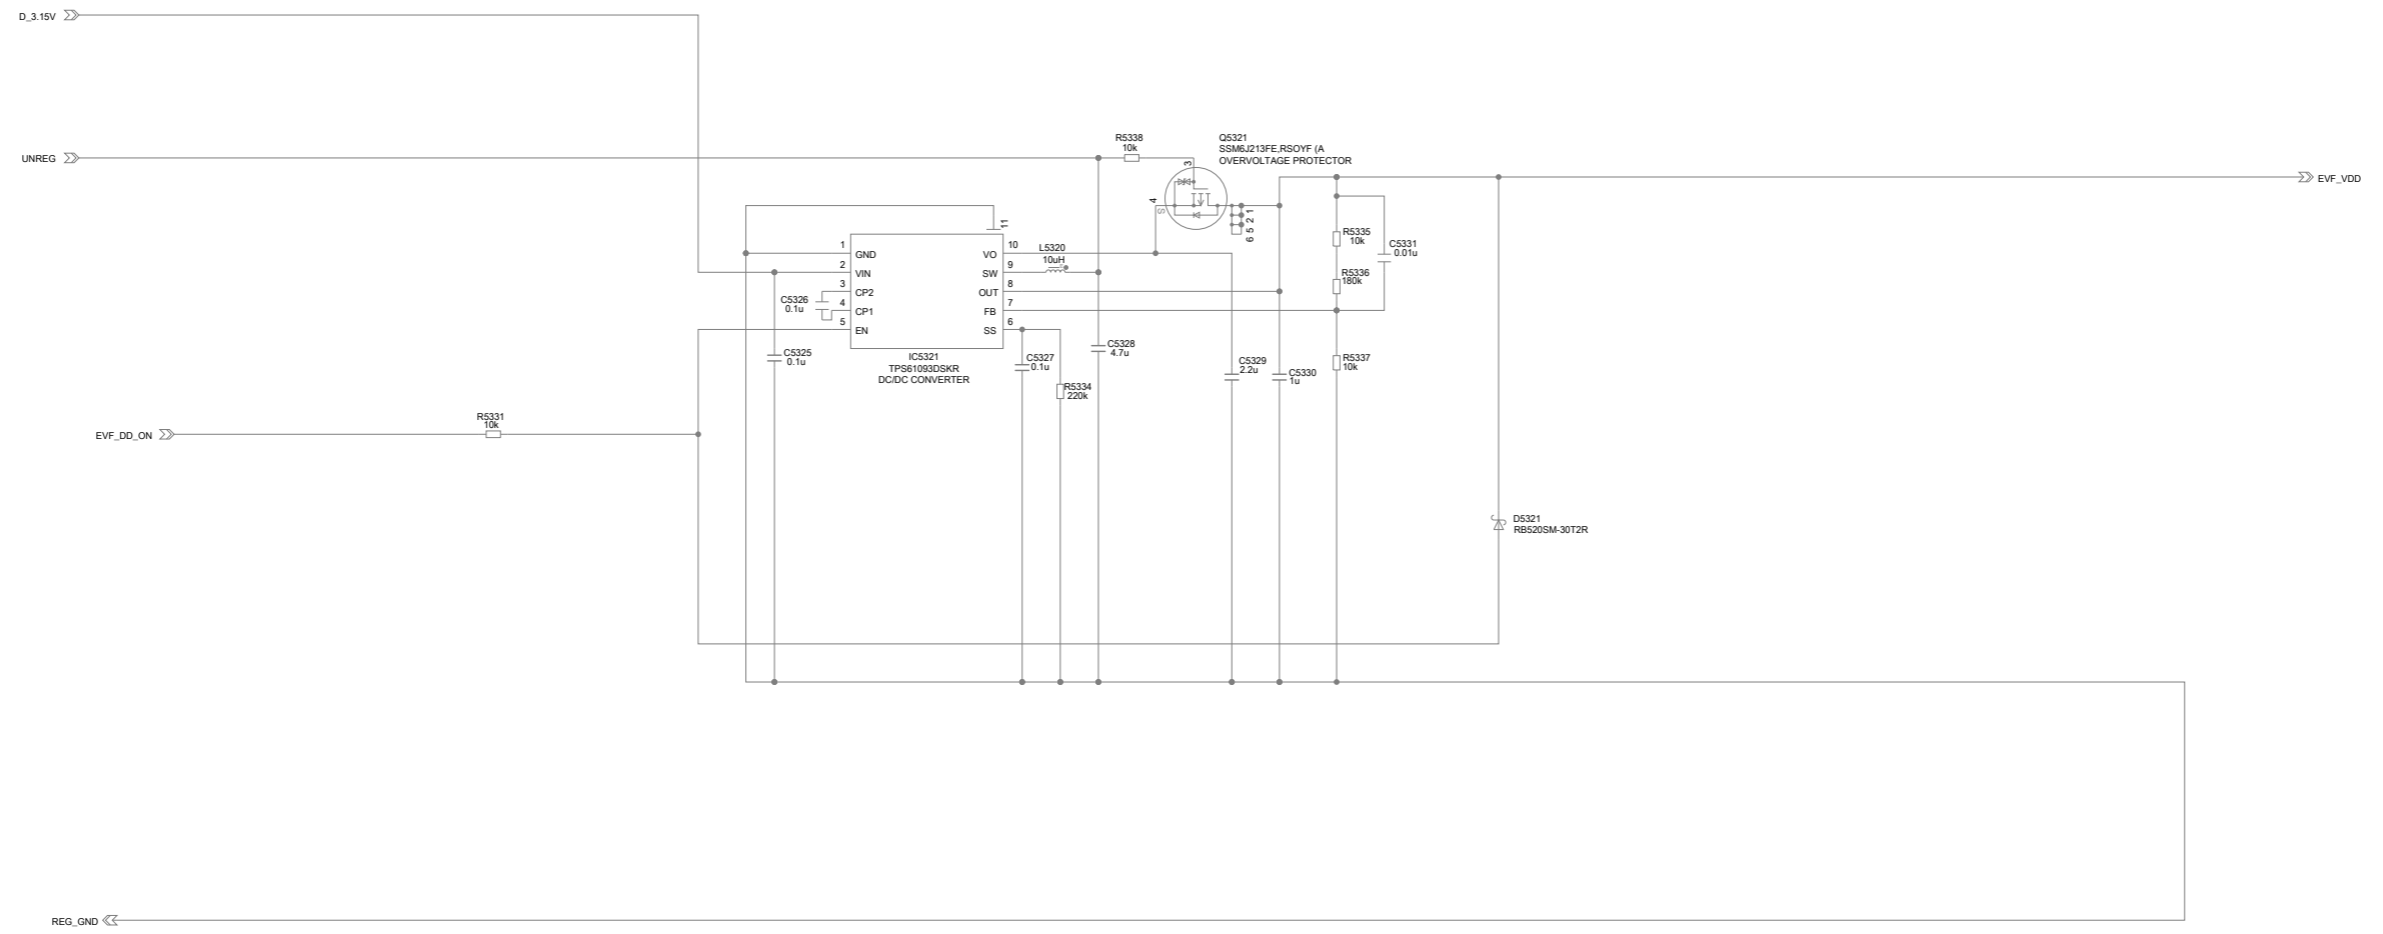 D_3.15V
UNREG
R5338
10k
Q5321
SSM6J213FE,RSOYF (A
OVERVOLTAGE PROTECTOR
3
4
S
6 5 2 1
EVF_VDD
11
1
GND
2
VIN
3
CP2
4
CP1
5
EN
10
VO
9
SW
8
OUT
7
FB
6
SS
L5320
10uH
C5326
0.1u
C5325
0.1u
IC5321
TPS61093DSKR
DC/DC CONVERTER
C5327
0.1u
R5334
220k
C5328
4.7u
C5329
2.2u
C5330
1u
R5335
10k
R5336
180k
C5331
0.01u
R5337
10k
EVF_DD_ON
R5331
10k
D5321
RB520SM-30T2R
REG_GND